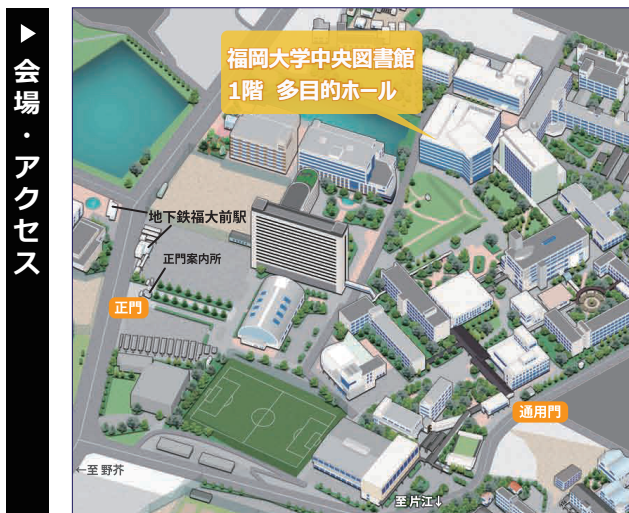 ▶会場・アクセス
福岡大学中央図書館
1階 多目的ホール
地下鉄福大前駅
正門案内所
正門
通用門
←至 野芥
至 片江↓